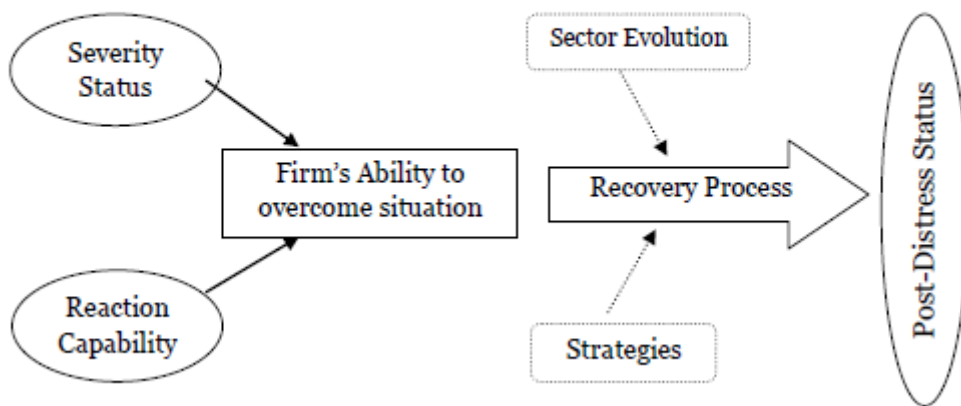 Severity
Status
Sector Evolution
Firm's Ability to
overcome situation
Recovery Process
Reaction
Capability
Strategies
Post-Distress Status